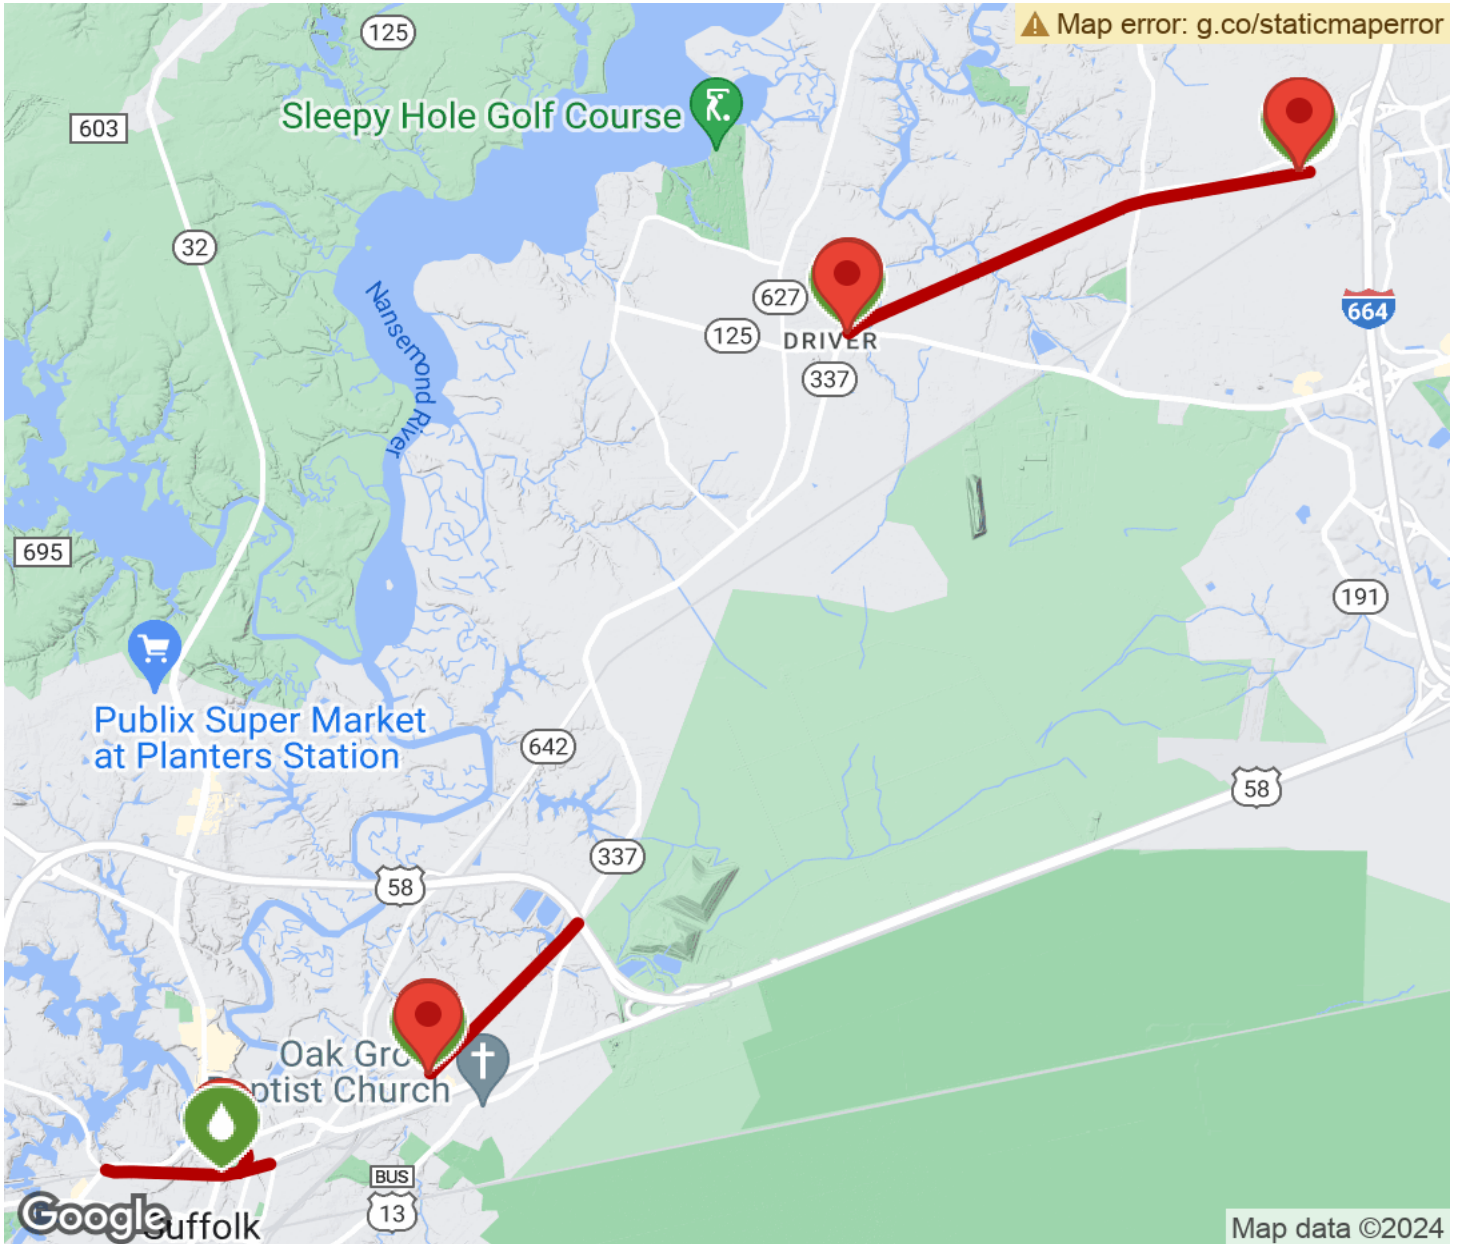 125
Map error: g.co/staticmaperror
Sleepy Hole Golf Course
603
32
627
664
Nansemond River
125
DRIVER
337
695
191
Publix Super Market
at Planters Station
642
58
337
58
Oak Gro
ptist Church
BUS
13
Google
Suffolk
Map data ©2024